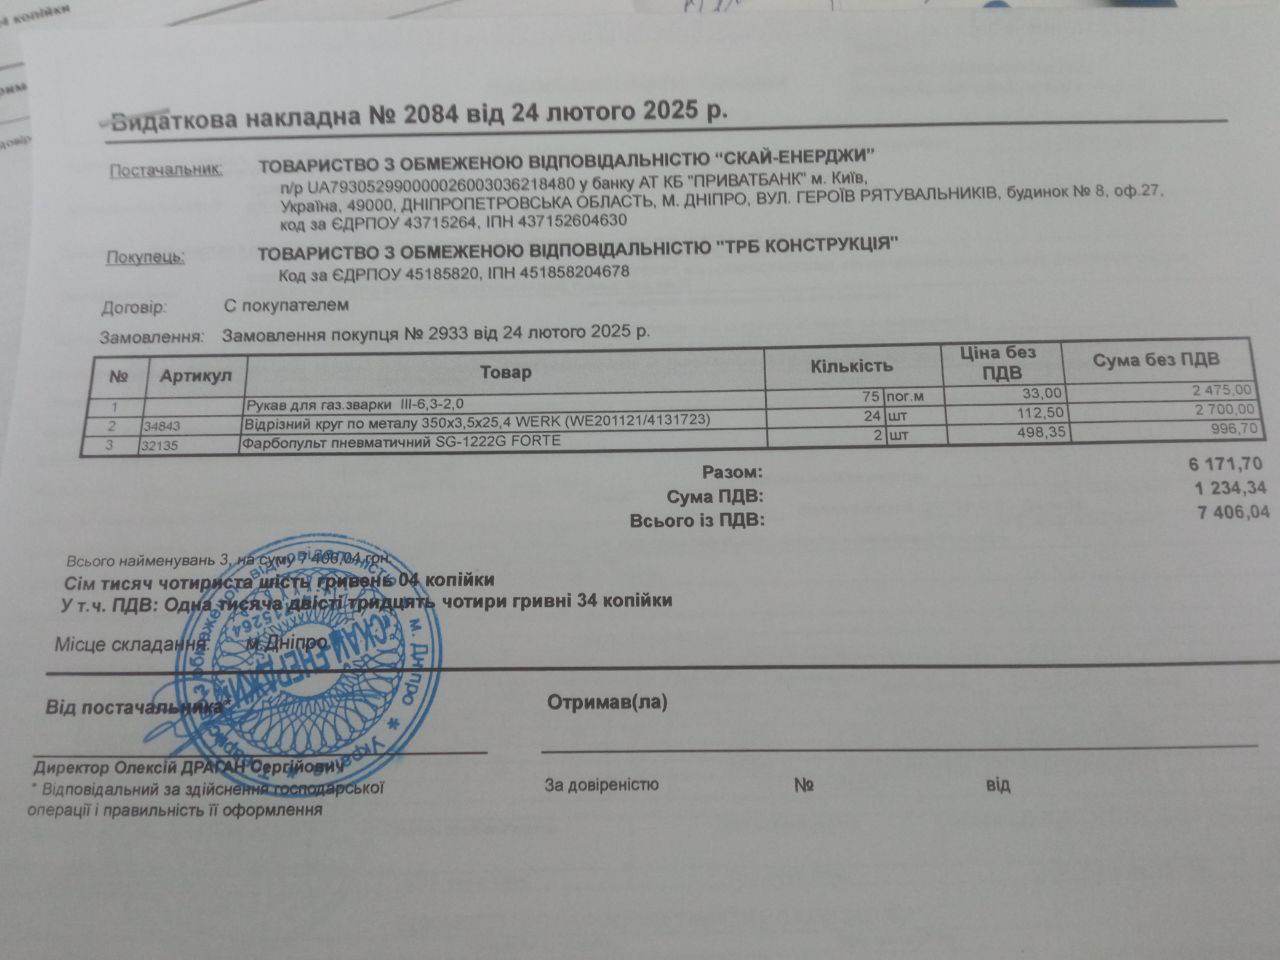 Видаткова накладна № 2084 від 24 лютого 2025 р.
Постачальник: ТОВАРИСТВО З ОБМЕЖЕНОЮ ВІДПОВІДАЛЬНІСТЮ "СКАЙ-ЕНЕРДЖИ"
п/р UA793052990000026003036218480 у банку АТ КБ "ПРИВАТБАНК" м. Київ,
Україна, 49000, ДНІПРОПЕТРОВСЬКА ОБЛАСТЬ, М. ДНІПРО, ВУЛ. ГЕРОЇВ РЯТУВАЛЬНИКІВ, будинок № 8, оф.27,
код за ЄДРПОУ 43715264, ІПН 437152604630
Покупець: ТОВАРИСТВО З ОБМЕЖЕНОЮ ВІДПОВІДАЛЬНІСТЮ "ТРБ КОНСТРУКЦІЯ"
Код за ЄДРПОУ 45185820, ІПН 451858204678
Договір: С покупателем
Замовлення: Замовлення покупця № 2933 від 24 лютого 2025 р.
№ Артикул Товар Кількість Ціна без ПДВ Сума без ПДВ
1 Рукав для газ.зварки III-6,3-2,0 75 пог.м 33,00 2 475,00
2 34843 Відрізний круг по металу 350х3,5х25,4 WERK (WE201121/4131723) 24 шт 112,50 2 700,00
3 32135 Фарбопульт пневматичний SG-1222G FORTE 2 шт 498,35 996,70
Разом: 6 171,70
Сума ПДВ: 1 234,34
Всього із ПДВ: 7 406,04
Всього найменувань 3, на суму 7 406,04 грн.
Сім тисяч чотириста шість гривень 04 копійки
У т.ч. ПДВ: Одна тисяча двісті тридцять чотири гривні 34 копійки
Місце складання: м.Дніпро
Від постачальника* Отримав(ла)
Директор Олексій ДРАГАН Сергійович
* Відповідальний за здійснення господарської
операції і правильність її оформлення
За довіреністю № від